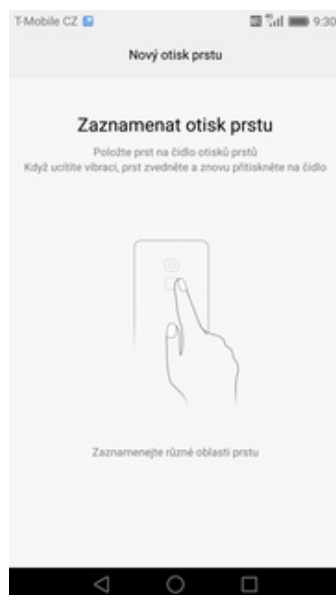 T-Mobile CZ
9:30
Nový otisk prstu
Zaznamenat otisk prstu
Položte prst na čidlo otisků prstů
Když ucítíte vibraci, prst zvedněte a znovu přitiskněte na čidlo
Zaznamenejte různé oblasti prstu